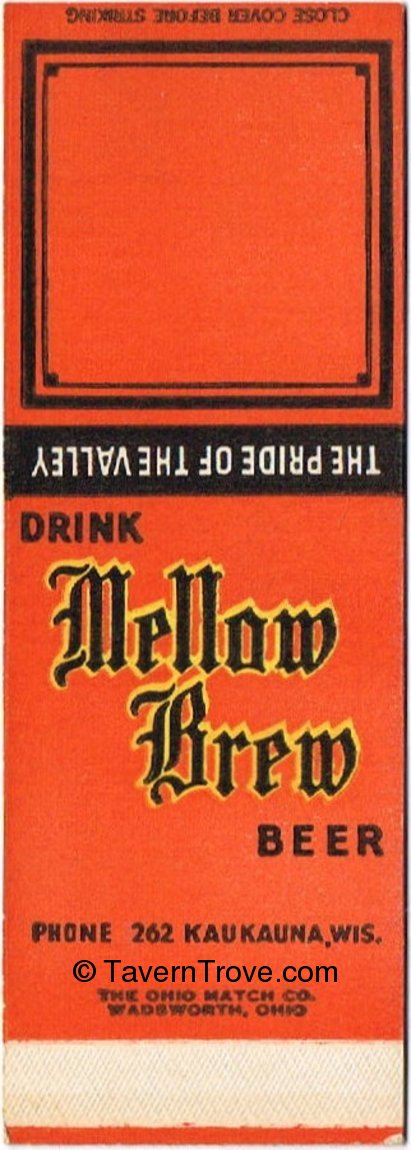 CLOSE COVER BEFORE STRIKING
THE PRIDE OF THE VALLEY
DRINK
Mellow
Brew
BEER
PHONE 262 KAUKAUNA, WIS.
© TavernTrove.com
THE OHIO MATCH CO.
WADSWORTH, OHIO